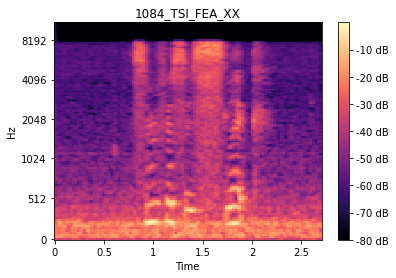 1084_TSI_FEA_XX
8192
4096
2048
1024
512
0
Hz
0
0.5
1
1.5
2
2.5
Time
-10 dB
-20 dB
-30 dB
-40 dB
-50 dB
-60 dB
-70 dB
-80 dB